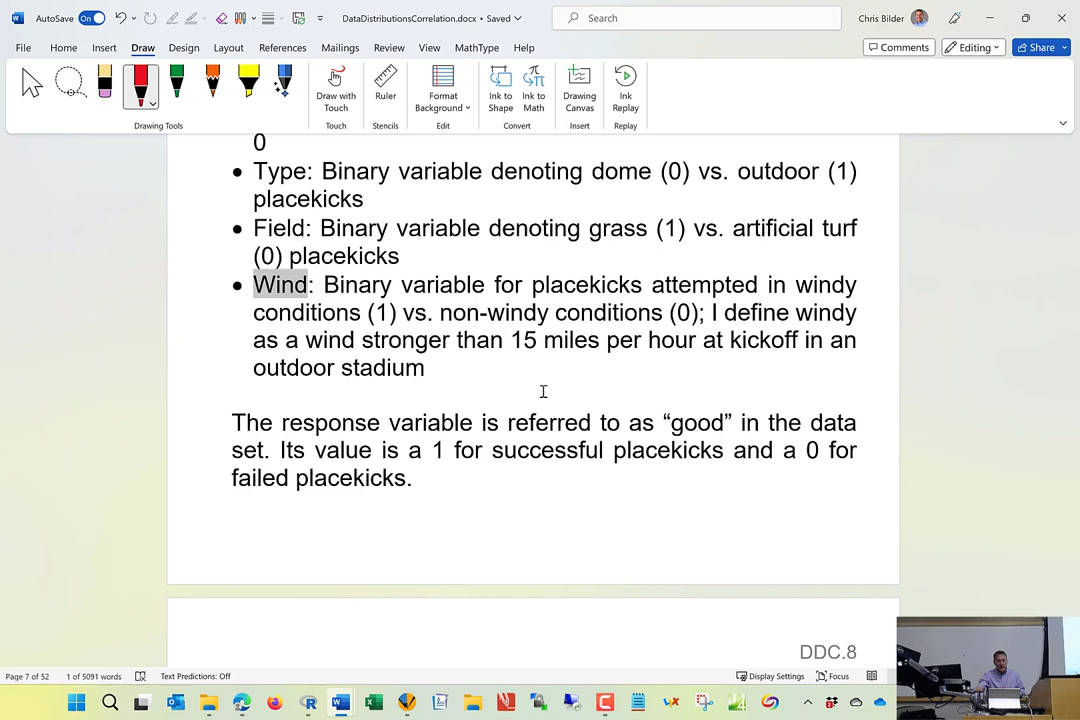 AutoSave On DataDistributionsCorrelation.docx • Saved Search Chris Bilder
File Home Insert Draw Design Layout References Mailings Review View MathType Help Comments Editing Share
Draw with Touch Ruler Format Background Ink to Shape Ink to Math Drawing Canvas Ink Replay
Drawing Tools Touch Stencils Edit Convert Insert Replay
0
• Type: Binary variable denoting dome (0) vs. outdoor (1)
placekicks
• Field: Binary variable denoting grass (1) vs. artificial turf
(0) placekicks
• Wind: Binary variable for placekicks attempted in windy
conditions (1) vs. non-windy conditions (0); I define windy
as a wind stronger than 15 miles per hour at kickoff in an
outdoor stadium
The response variable is referred to as “good” in the data
set. Its value is a 1 for successful placekicks and a 0 for
failed placekicks.
DDC.8
Page 7 of 52 1 of 5091 words Text Predictions: Off Display Settings Focus